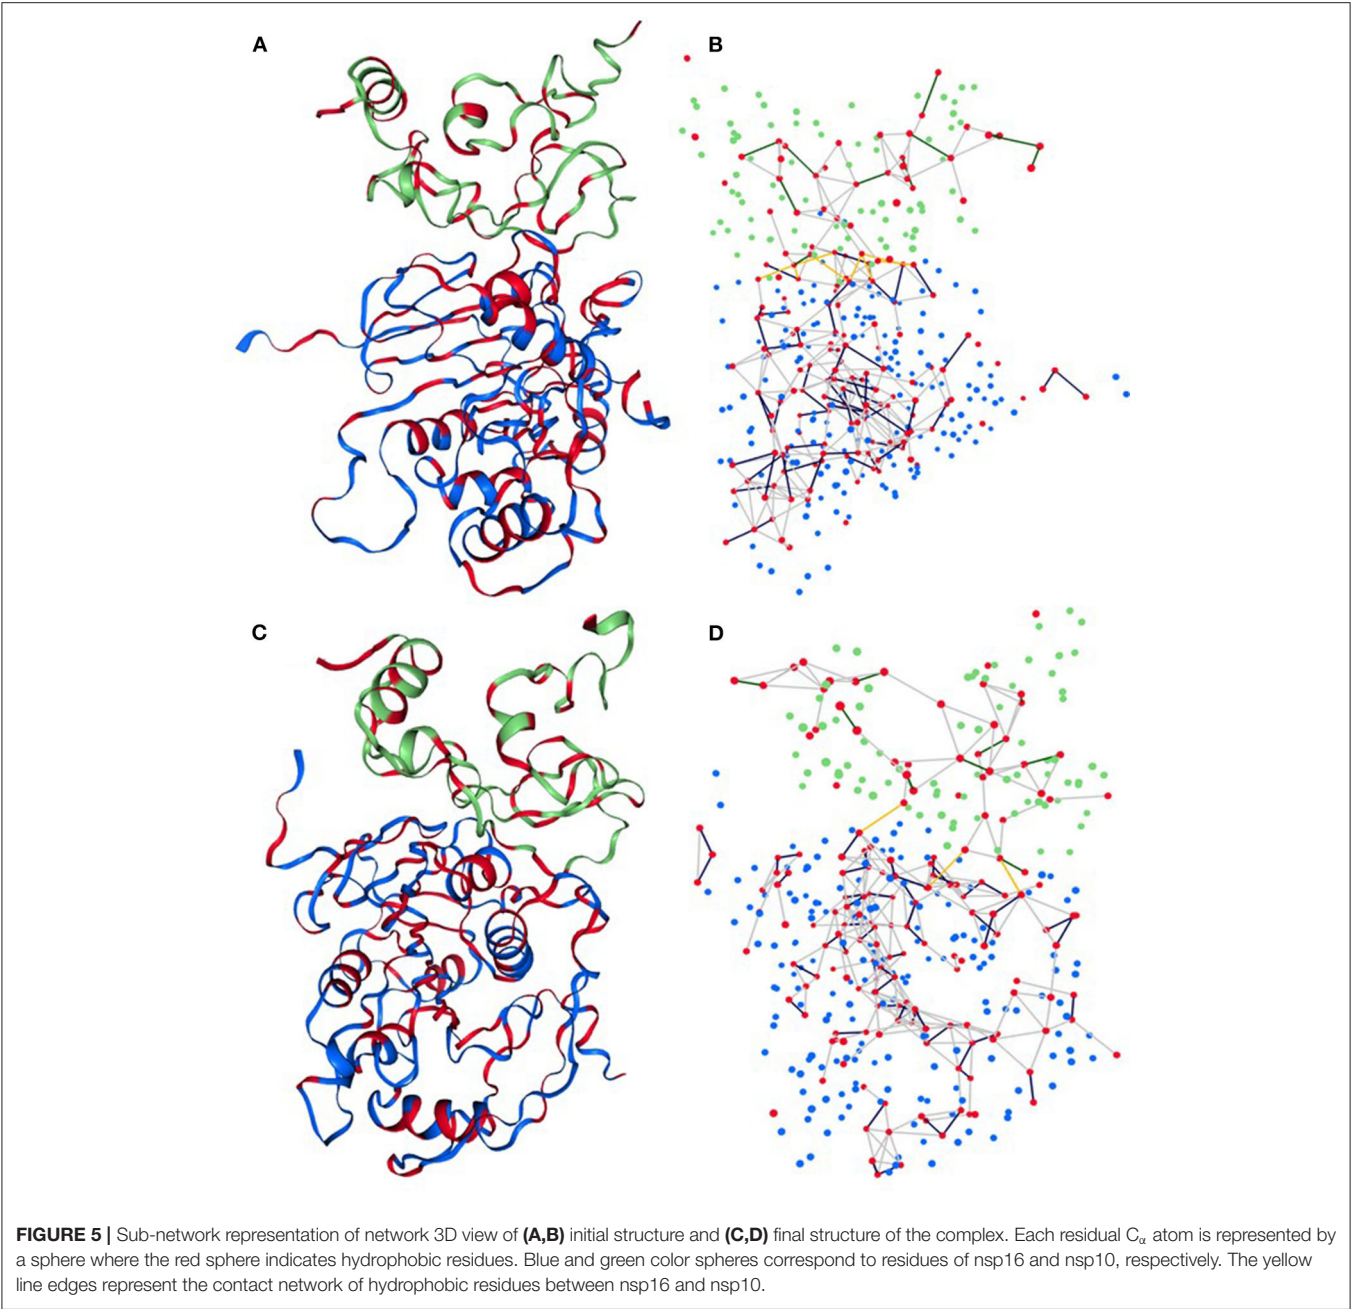 A
B
C
D
FIGURE 5 | Sub-network representation of network 3D view of (A,B) initial structure and (C,D) final structure of the complex. Each residual Cα atom is represented by
a sphere where the red sphere indicates hydrophobic residues. Blue and green color spheres correspond to residues of nsp16 and nsp10, respectively. The yellow
line edges represent the contact network of hydrophobic residues between nsp16 and nsp10.